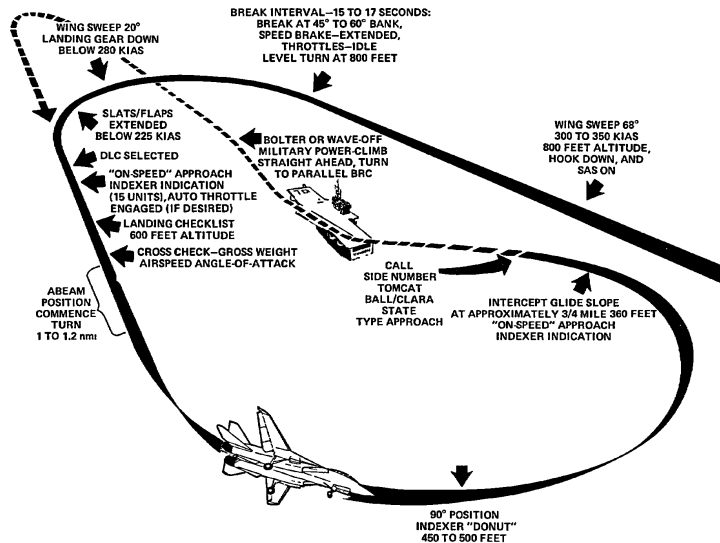 BREAK INTERVAL—15 TO 17 SECONDS:
BREAK AT 45° TO 60° BANK,
SPEED BRAKE—EXTENDED,
THROTTLES—IDLE
LEVEL TURN AT 800 FEET
WING SWEEP 20°
LANDING GEAR DOWN
BELOW 280 KIAS
SLATS/FLAPS
EXTENDED
BELOW 225 KIAS
WING SWEEP 68°
300 TO 350 KIAS
800 FEET ALTITUDE,
HOOK DOWN, AND
SAS ON
BOLTER OR WAVE-OFF
MILITARY POWER-CLIMB
STRAIGHT AHEAD, TURN
TO PARALLEL BRC
DLC SELECTED
"ON-SPEED" APPROACH
INDEXER INDICATION
(15 UNITS),AUTO THROTTLE
ENGAGED (IF DESIRED)
LANDING CHECKLIST
600 FEET ALTITUDE
CROSS CHECK—GROSS WEIGHT
AIRSPEED ANGLE-OF-ATTACK
ABEAM
POSITION
COMMENCE
TURN
1 TO 1.2 nm±
CALL
SIDE NUMBER
TOMCAT
BALL/CLARA
STATE
TYPE APPROACH
INTERCEPT GLIDE SLOPE
AT APPROXIMATELY 3/4 MILE 360 FEET
"ON-SPEED" APPROACH
INDEXER INDICATION
90° POSITION
INDEXER "DONUT"
450 TO 500 FEET